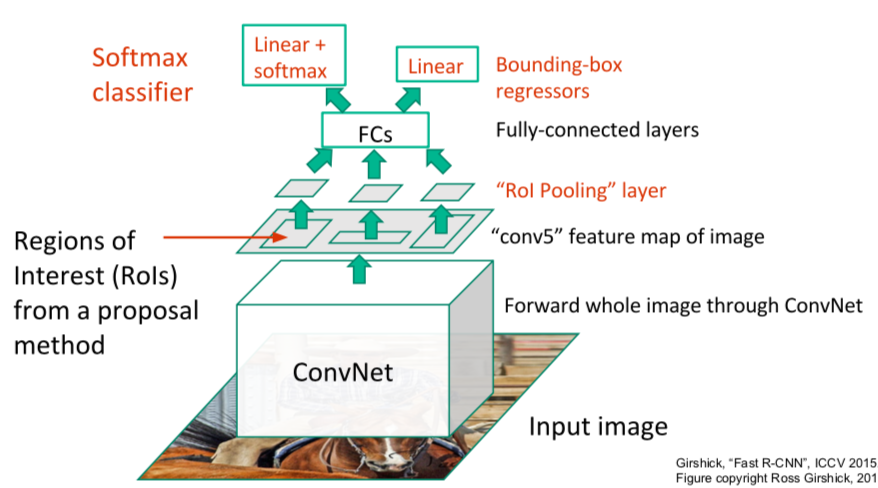 Softmax
classifier
Linear +
softmax
Linear
Bounding-box
regressors
FCs
Fully-connected layers
“RoI Pooling” layer
Regions of
Interest (RoIs)
from a proposal
method
“conv5” feature map of image
Forward whole image through ConvNet
ConvNet
Input image
Girshick, “Fast R-CNN”, ICCV 2015
Figure copyright Ross Girshick, 201